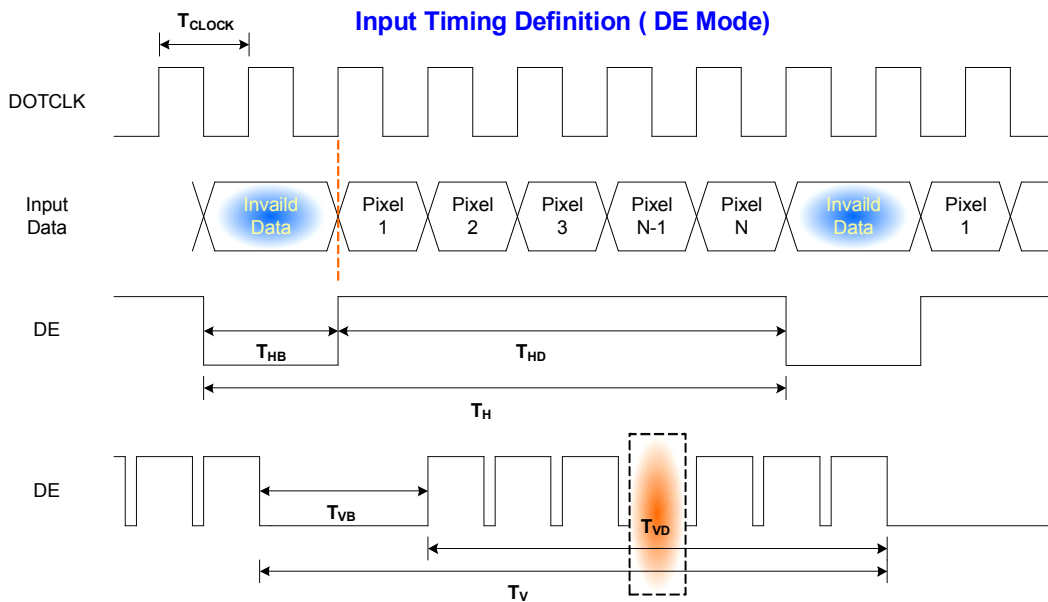 Input Timing Definition ( DE Mode)
TCLOCK
DOTCLK
Input
Data
Invaild
Data
Pixel
1
Pixel
2
Pixel
3
Pixel
N-1
Pixel
N
Invaild
Data
Pixel
1
DE
THB
THD
TH
DE
TVB
TVD
TV